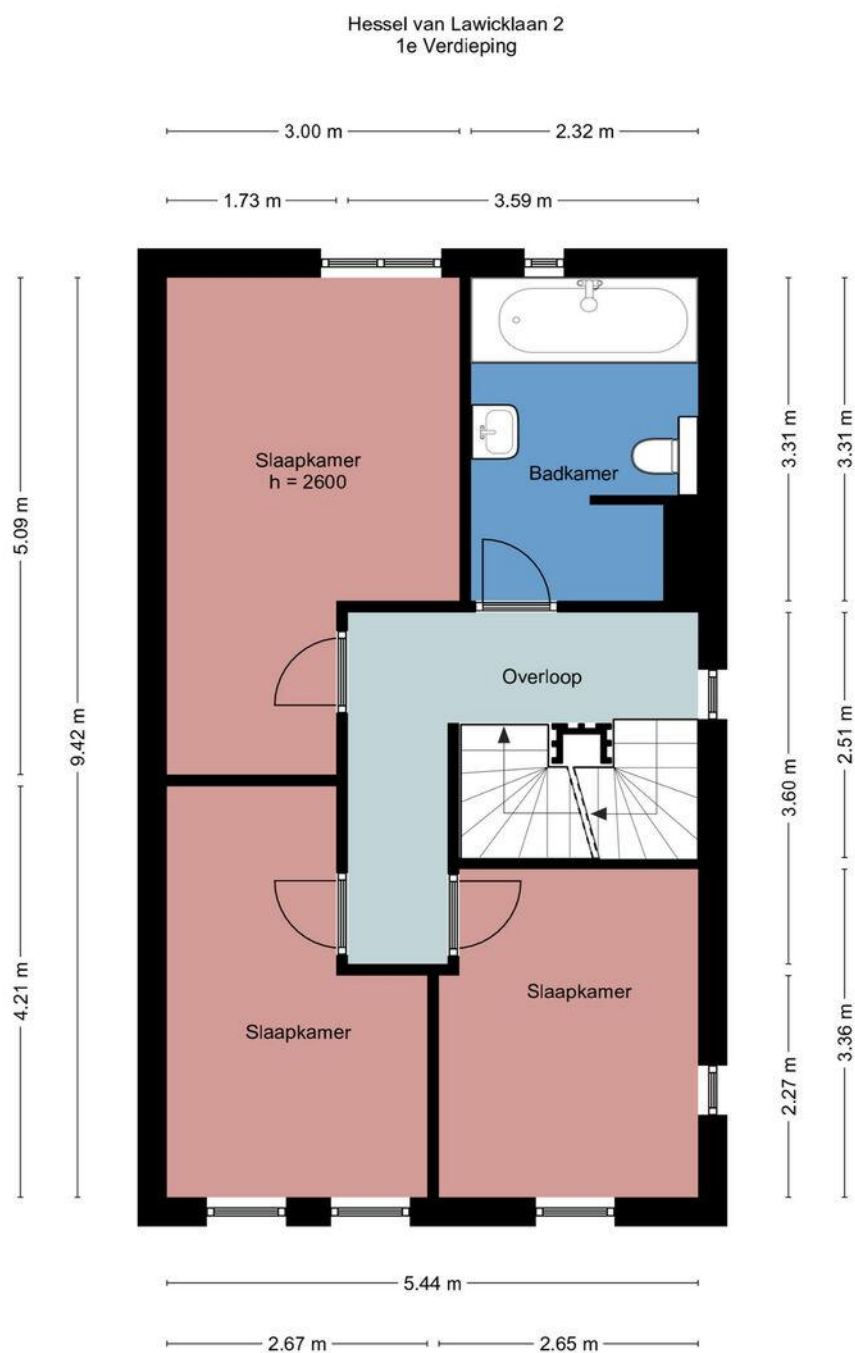 Hessel van Lawicklaan 2
1e Verdieping
3.00 m
2.32 m
1.73 m
3.59 m
5.09 m
9.42 m
4.21 m
3.31 m
3.31 m
2.51 m
3.60 m
3.36 m
2.27 m
Slaapkamer
h = 2600
Badkamer
Overloop
Slaapkamer
Slaapkamer
5.44 m
2.67 m
2.65 m